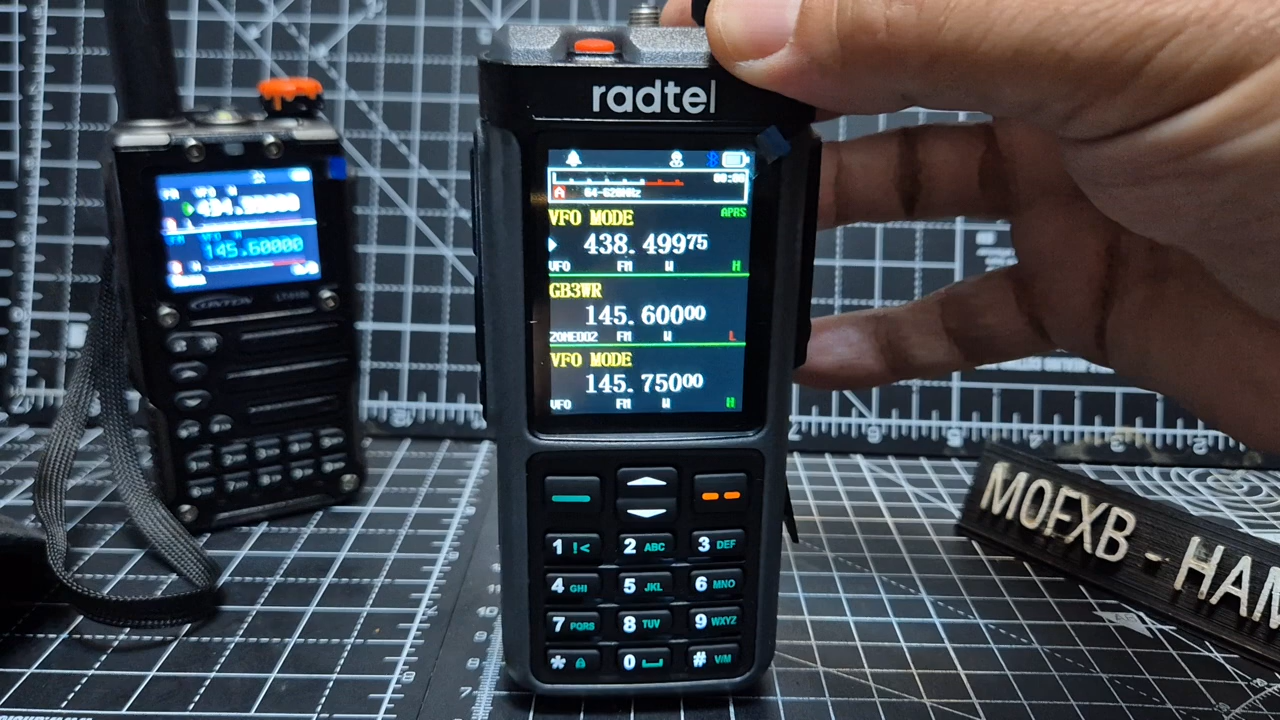 radtel
00:00
A 64-620MHz
VFO MODE APRS
438.49975
VFO FM W H
GB3WR
145.60000
ZONE002 FM W L
VFO MODE
145.75000
VFO FM W H
1 !<
2 ABC
3 DEF
4 GHI
5 JKL
6 MNO
7 PQRS
8 TUV
9 WXYZ
*
0
# V/M
145.60000
M0FXB - HAM